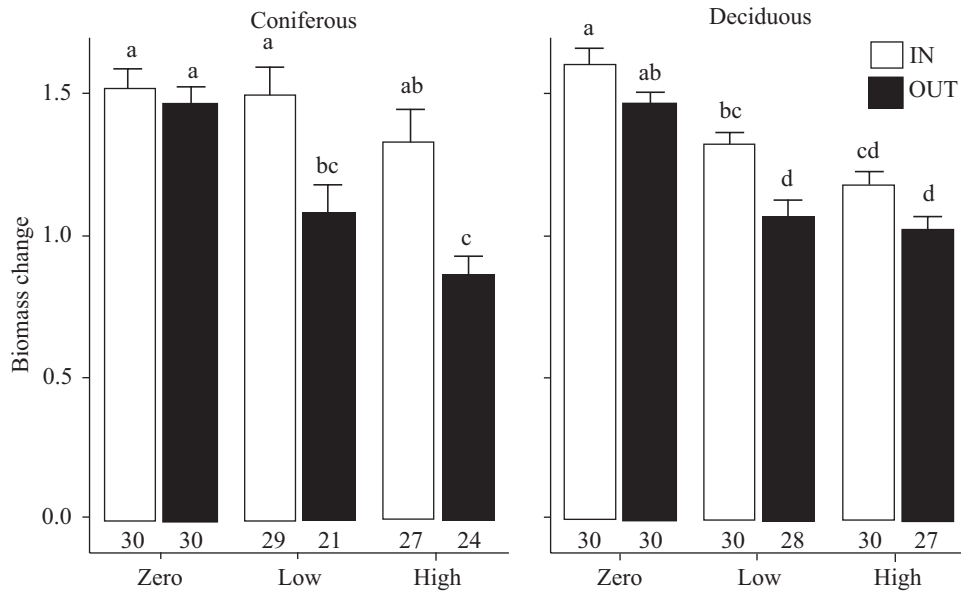 Coniferous
Deciduous
Biomass change
1.5
1.0
0.5
0.0
a
a
a
bc
ab
c
30
30
29
21
27
24
Zero
Low
High
a
ab
bc
d
cd
d
IN
OUT
30
30
30
28
30
27
Zero
Low
High